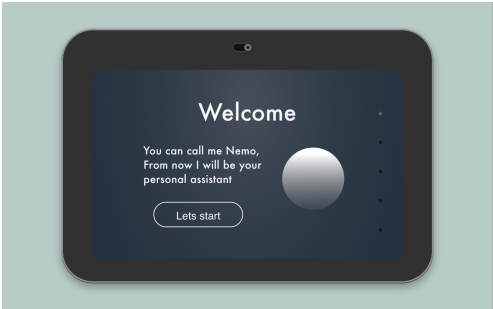 Welcome
You can call me Nemo,
From now I will be your
personal assistant
Lets start